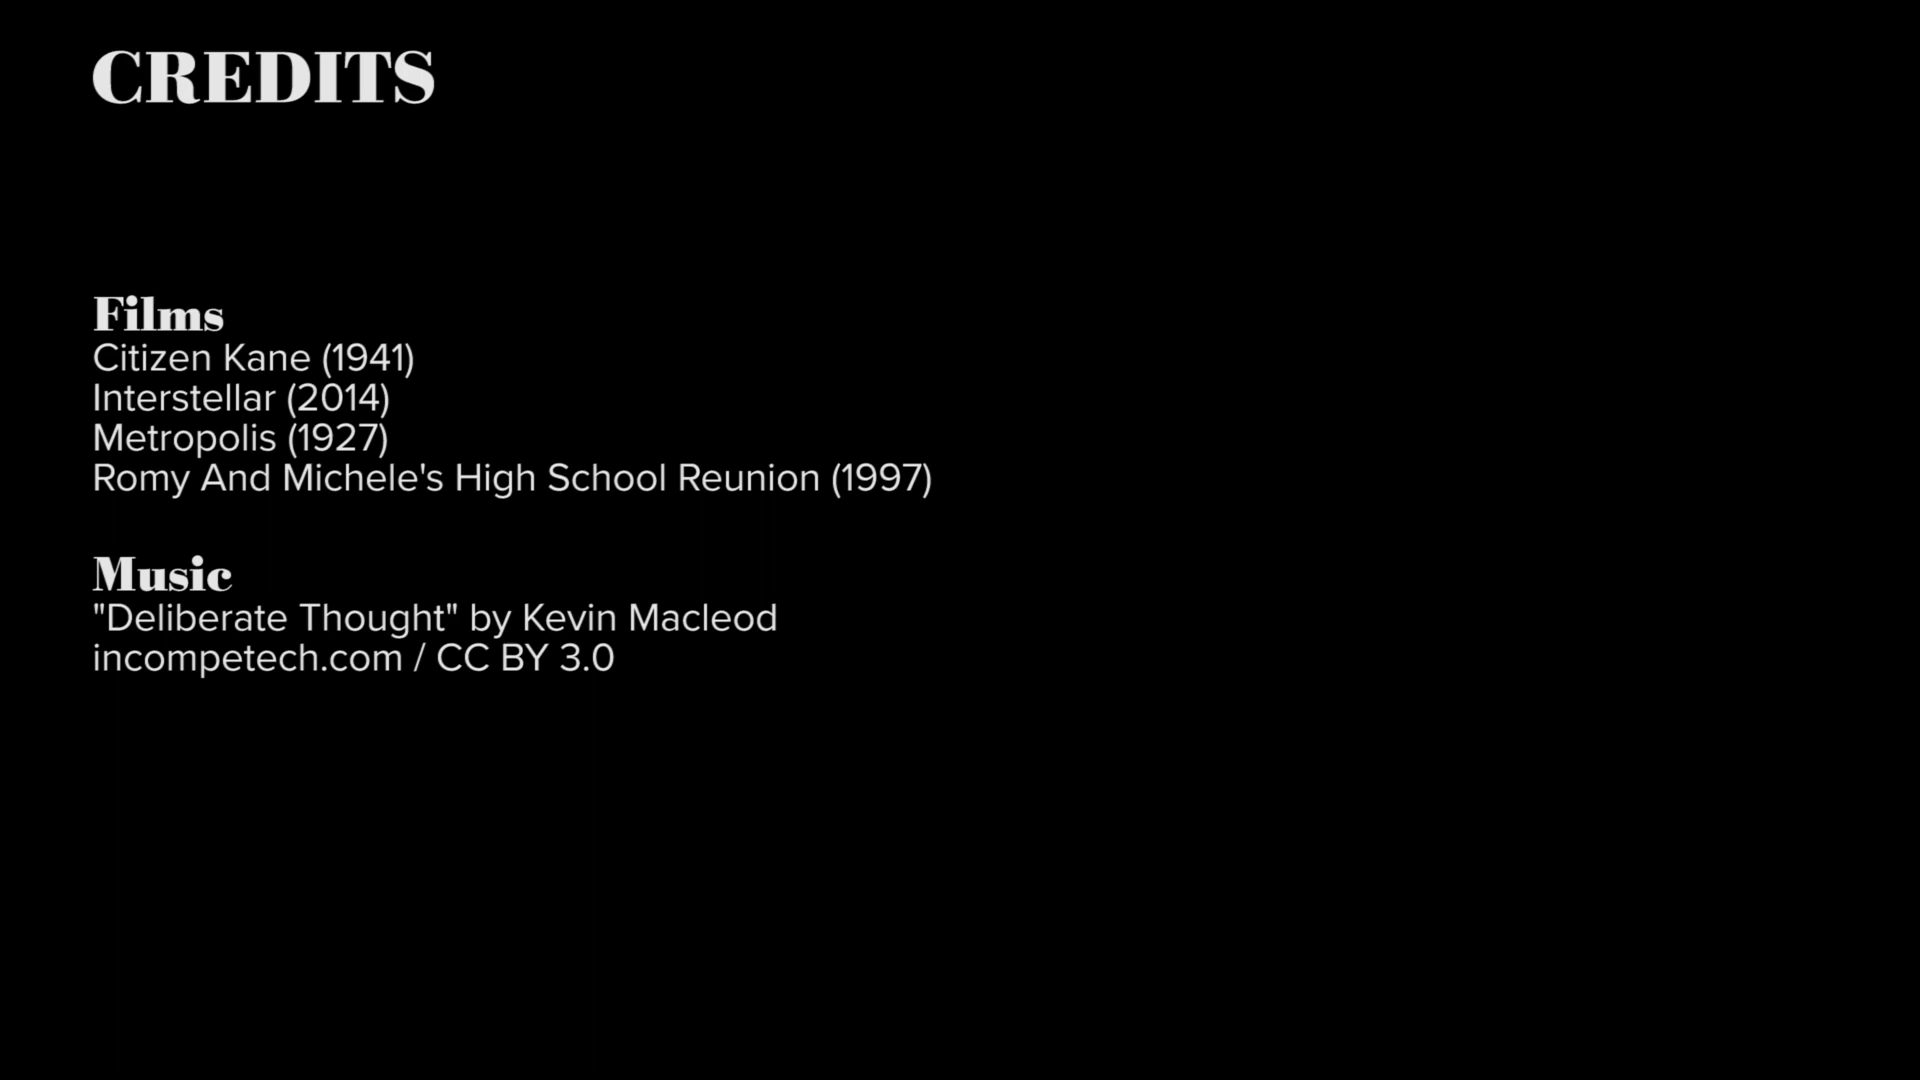 CREDITS
Films
Citizen Kane (1941)
Interstellar (2014)
Metropolis (1927)
Romy And Michele's High School Reunion (1997)
Music
"Deliberate Thought" by Kevin Macleod
incompetech.com / CC BY 3.0